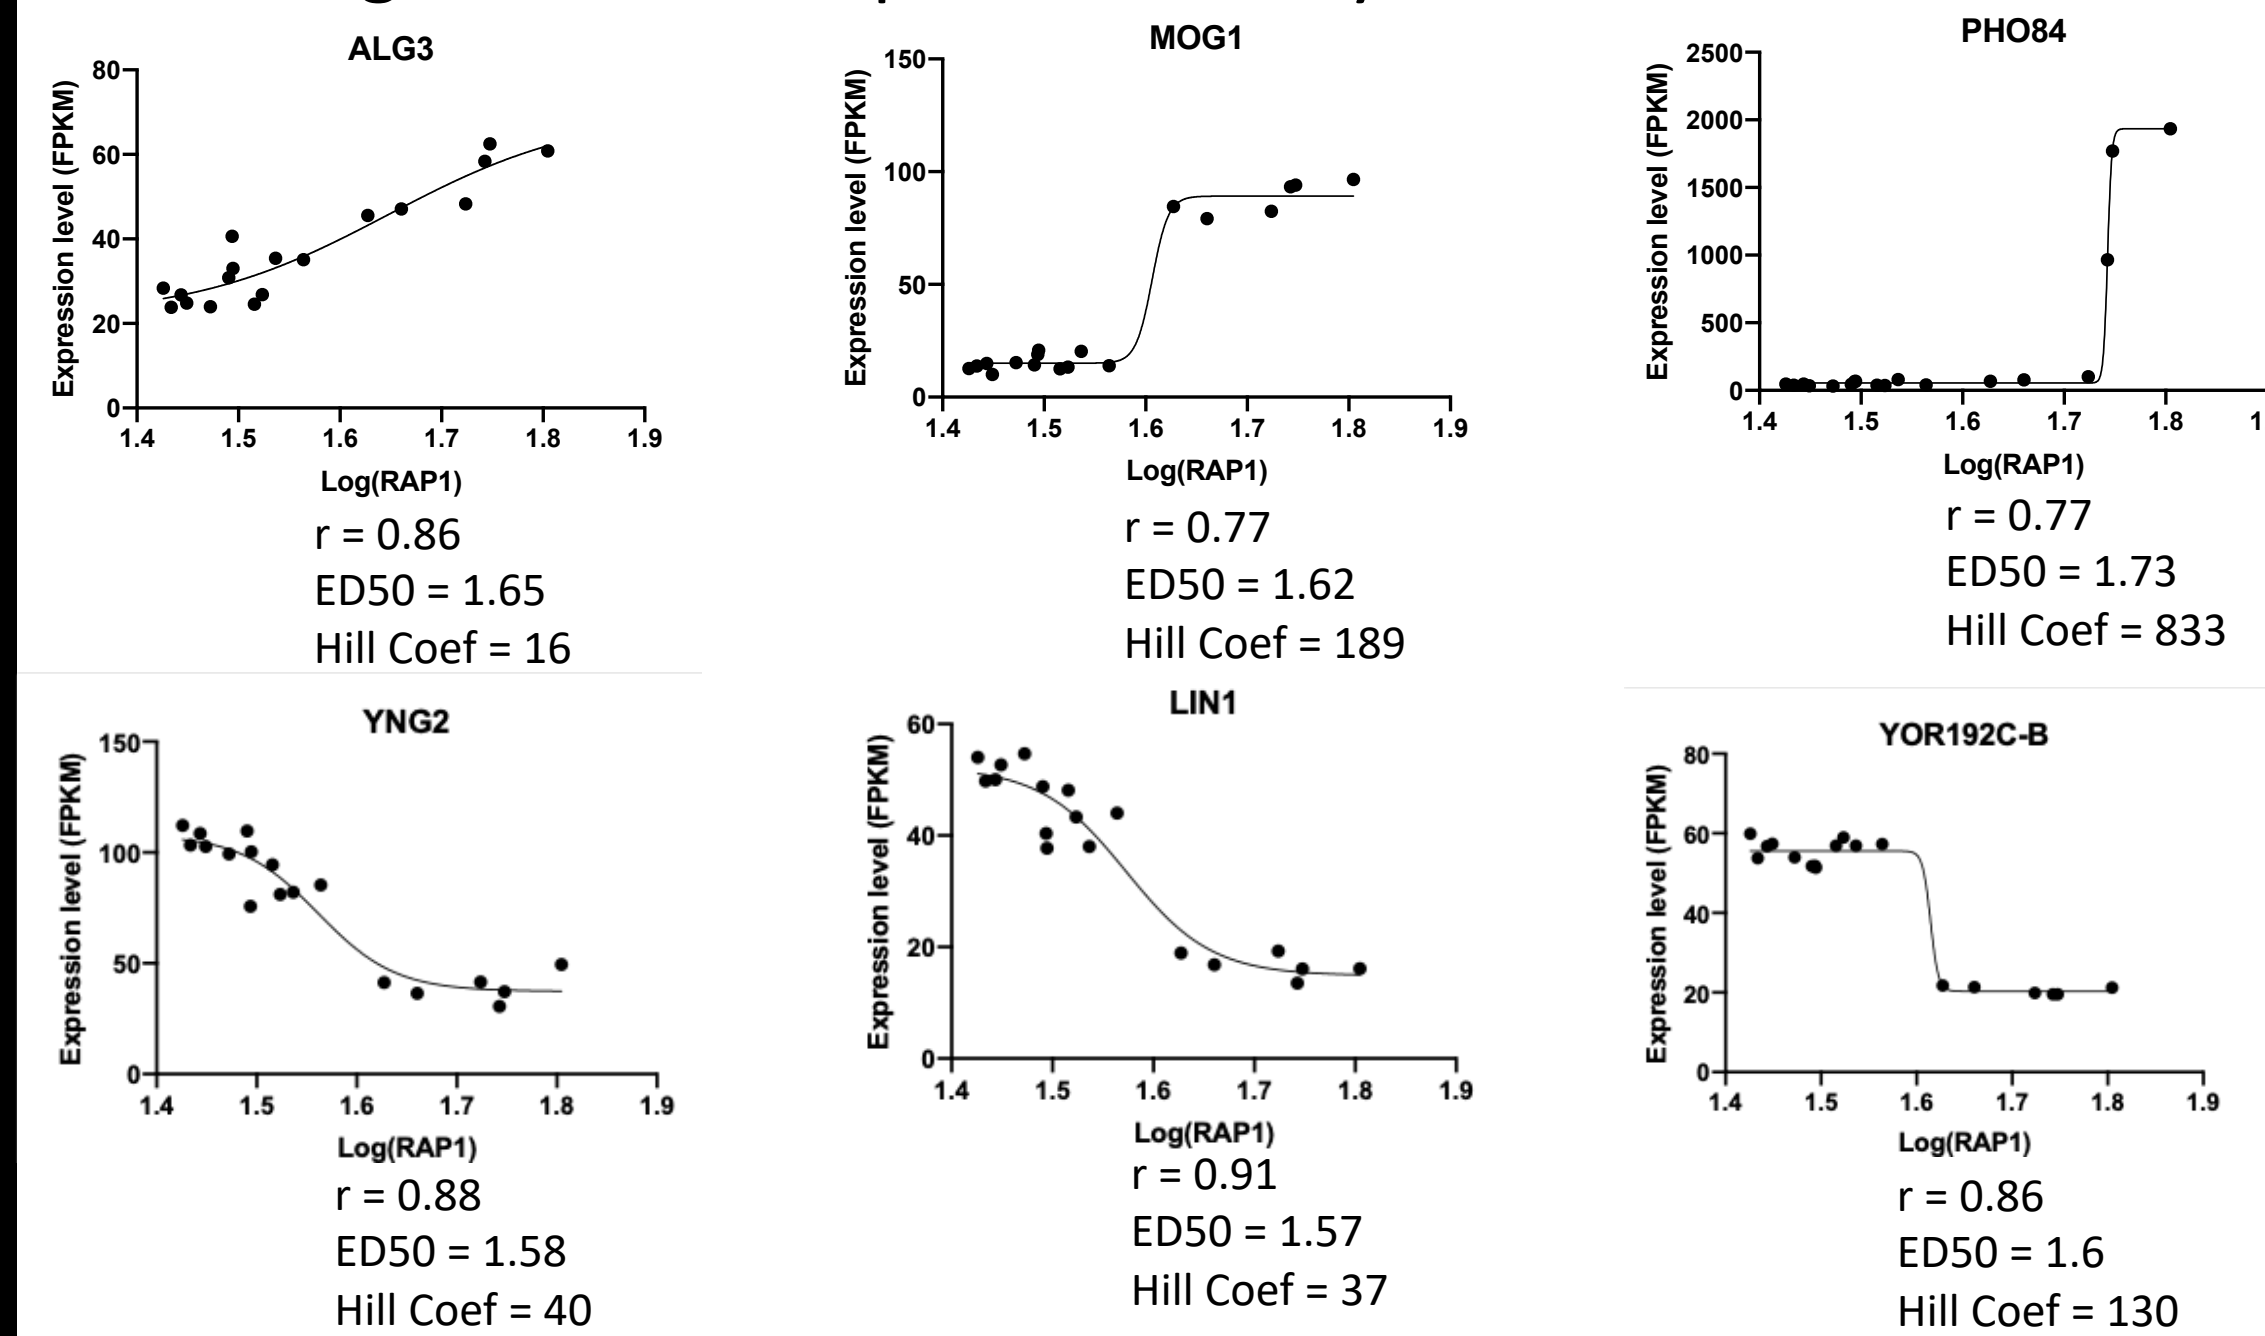 ALG3
Expression level (FPKM)
80
60
40
20
0
1.4 1.5 1.6 1.7 1.8 1.9
Log(RAP1)
r = 0.86
ED50 = 1.65
Hill Coef = 16
MOG1
Expression level (FPKM)
150
100
50
0
1.4 1.5 1.6 1.7 1.8 1.9
Log(RAP1)
r = 0.77
ED50 = 1.62
Hill Coef = 189
PHO84
Expression level (FPKM)
2500
2000
1500
1000
500
0
1.4 1.5 1.6 1.7 1.8
Log(RAP1)
r = 0.77
ED50 = 1.73
Hill Coef = 833
YNG2
Expression level (FPKM)
150
100
50
0
1.4 1.5 1.6 1.7 1.8 1.9
Log(RAP1)
r = 0.88
ED50 = 1.58
Hill Coef = 40
LIN1
Expression level (FPKM)
60
40
20
0
1.4 1.5 1.6 1.7 1.8 1.9
Log(RAP1)
r = 0.91
ED50 = 1.57
Hill Coef = 37
YOR192C-B
Expression level (FPKM)
80
60
40
20
0
1.4 1.5 1.6 1.7 1.8 1.9
Log(RAP1)
r = 0.86
ED50 = 1.6
Hill Coef = 130